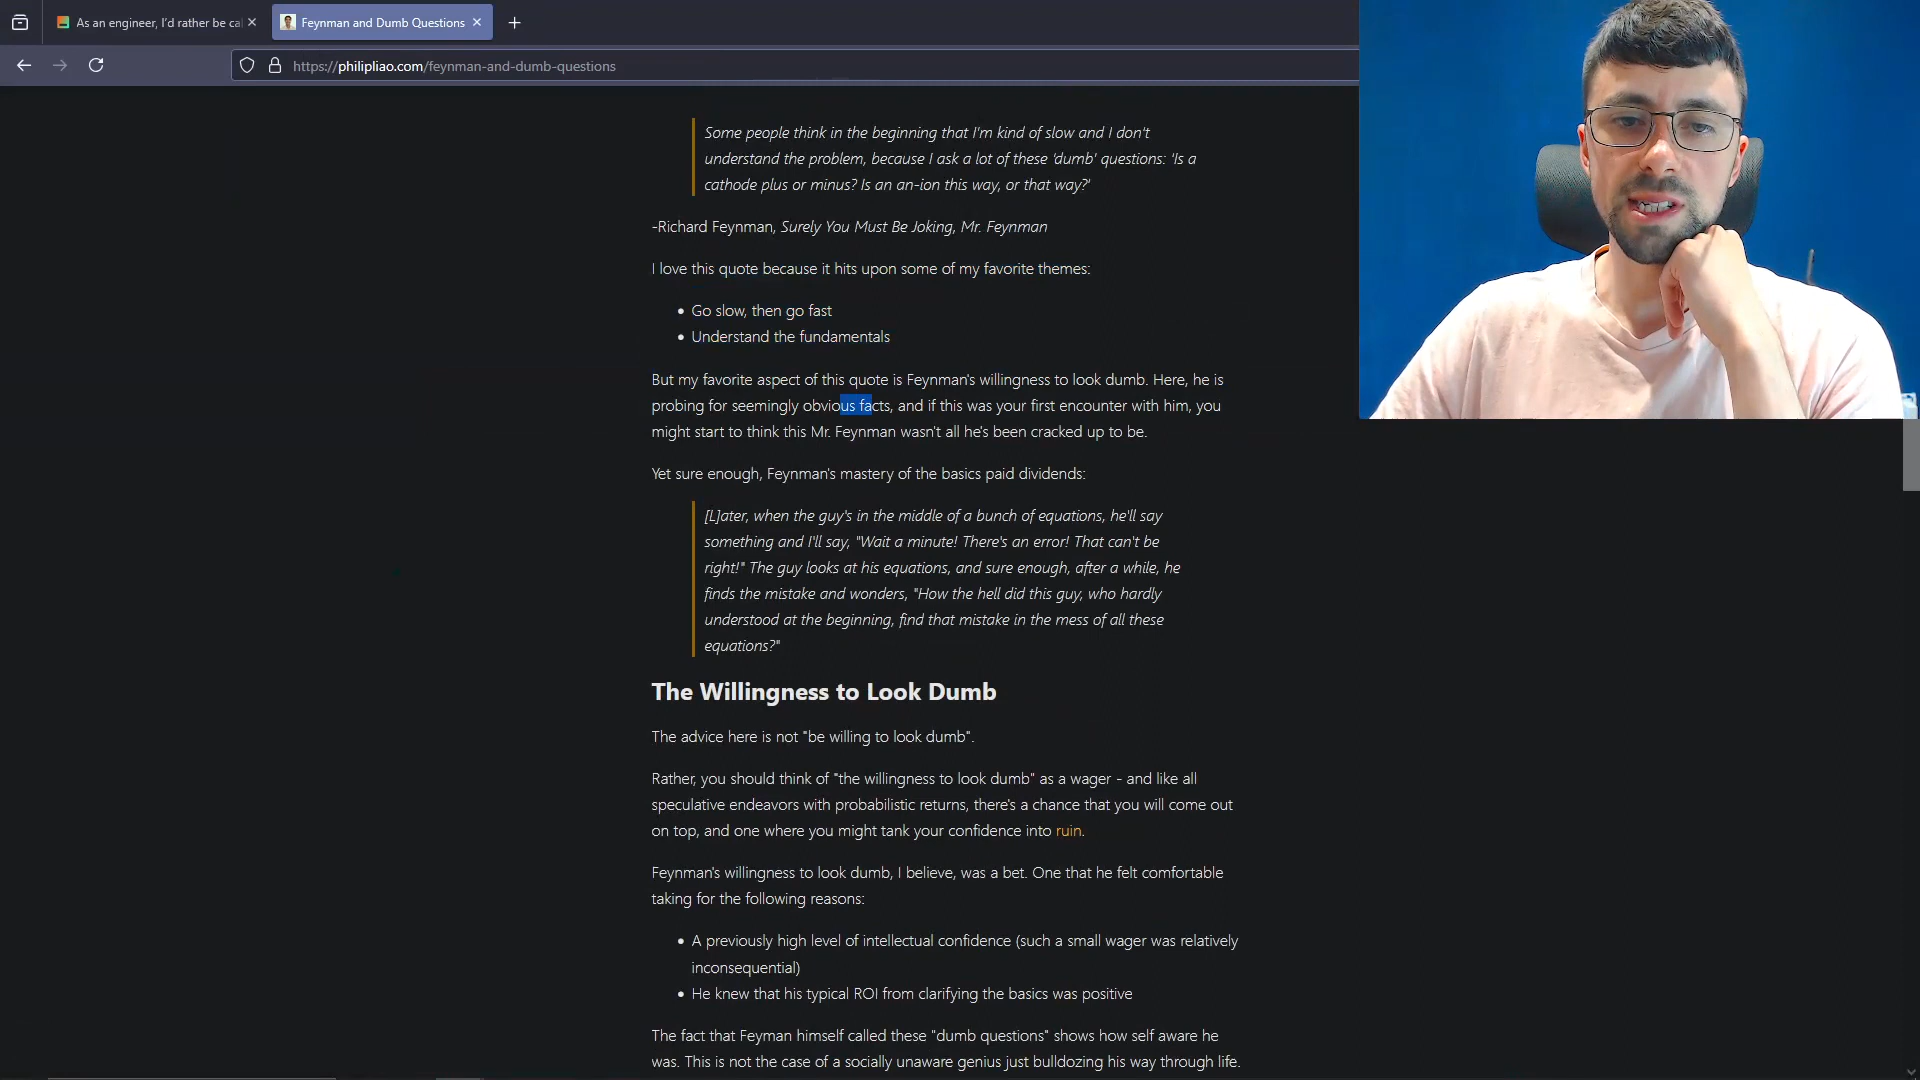 As an engineer, I'd rather be ca
Feynman and Dumb Questions
https://philipliao.com/feynman-and-dumb-questions
Some people think in the beginning that I'm kind of slow and I don't
understand the problem, because I ask a lot of these 'dumb' questions: 'Is a
cathode plus or minus? Is an an-ion this way, or that way?'
-Richard Feynman, Surely You Must Be Joking, Mr. Feynman
I love this quote because it hits upon some of my favorite themes:
• Go slow, then go fast
• Understand the fundamentals
But my favorite aspect of this quote is Feynman's willingness to look dumb. Here, he is
probing for seemingly obvious facts, and if this was your first encounter with him, you
might start to think this Mr. Feynman wasn't all he's been cracked up to be.
Yet sure enough, Feynman's mastery of the basics paid dividends:
[L]ater, when the guy's in the middle of a bunch of equations, he'll say
something and I'll say, "Wait a minute! There's an error! That can't be
right!" The guy looks at his equations, and sure enough, after a while, he
finds the mistake and wonders, "How the hell did this guy, who hardly
understood at the beginning, find that mistake in the mess of all these
equations?"
The Willingness to Look Dumb
The advice here is not "be willing to look dumb".
Rather, you should think of "the willingness to look dumb" as a wager - and like all
speculative endeavors with probabilistic returns, there's a chance that you will come out
on top, and one where you might tank your confidence into ruin.
Feynman's willingness to look dumb, I believe, was a bet. One that he felt comfortable
taking for the following reasons:
• A previously high level of intellectual confidence (such a small wager was relatively
inconsequential)
• He knew that his typical ROI from clarifying the basics was positive
The fact that Feyman himself called these "dumb questions" shows how self aware he
was. This is not the case of a socially unaware genius just bulldozing his way through life.